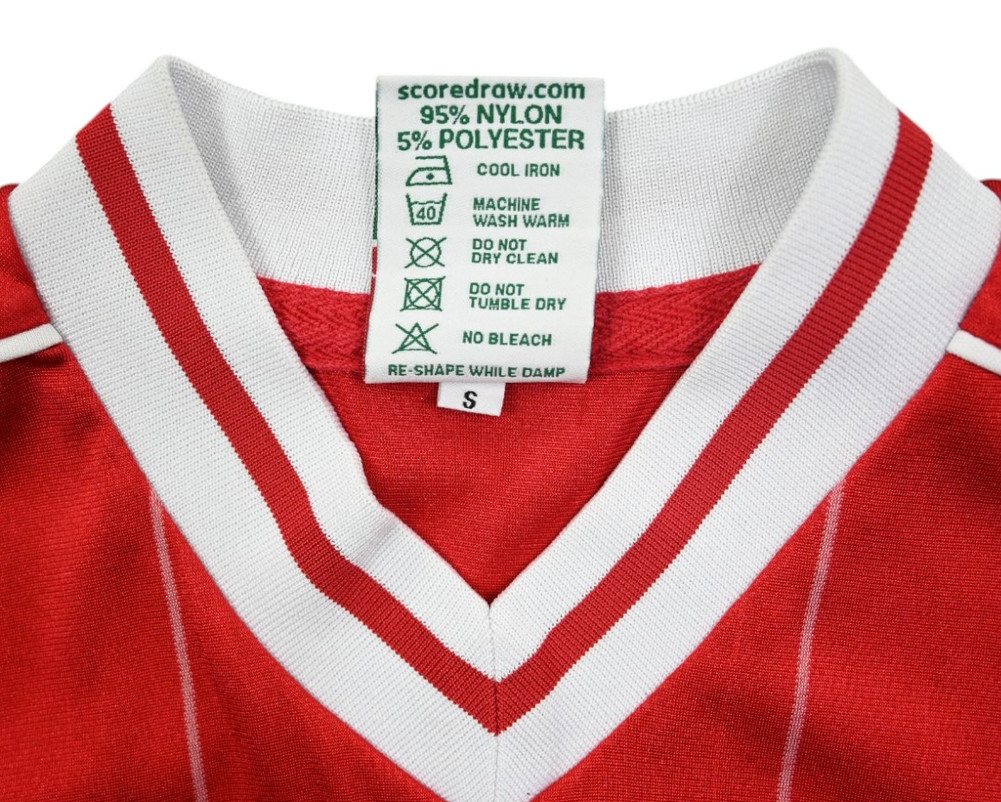 scoredraw.com
95% NYLON
5% POLYESTER
COOL IRON
40
MACHINE
WASH WARM
DO NOT
DRY CLEAN
DO NOT
TUMBLE DRY
NO BLEACH
RE-SHAPE WHILE DAMP
S